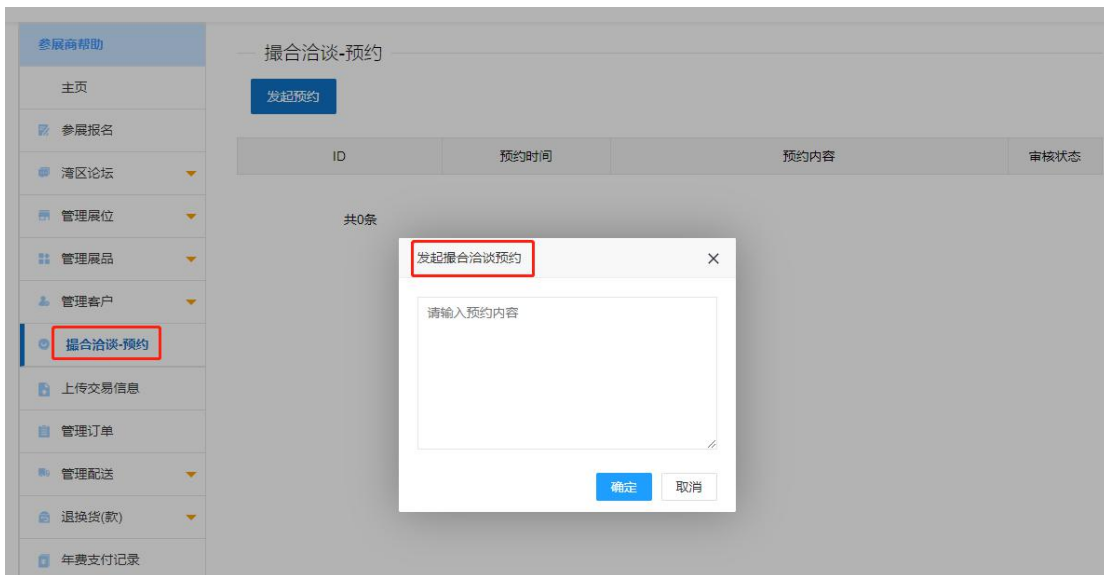 参展商帮助
主页
参展报名
湾区论坛
管理展位
管理展品
管理客户
撮合洽谈-预约
上传交易信息
管理订单
管理配送
退换货(款)
年费支付记录
撮合洽谈-预约
发起预约
ID 预约时间 预约内容 审核状态
共0条
发起撮合洽谈预约
请输入预约内容
确定 取消